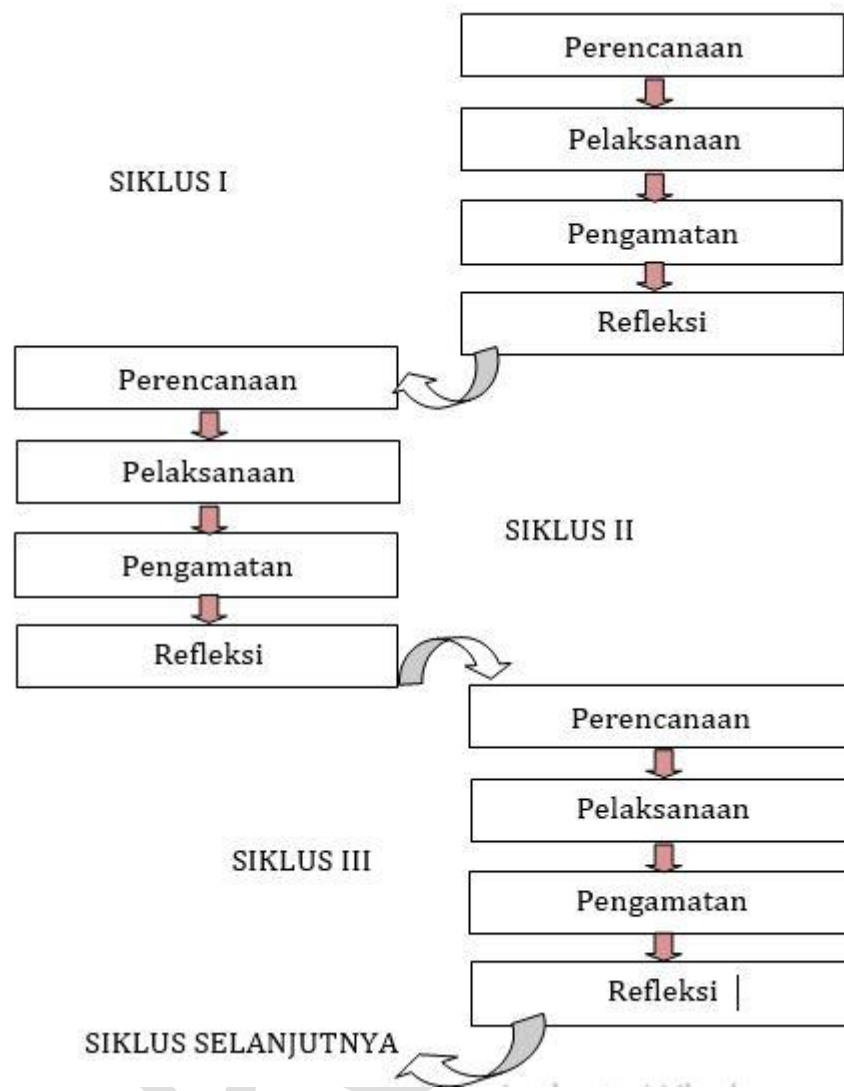 Perencanaan
Pelaksanaan
SIKLUS I
Pengamatan
Refleksi
Perencanaan
Pelaksanaan
SIKLUS II
Pengamatan
Refleksi
Perencanaan
Pelaksanaan
SIKLUS III
Pengamatan
Refleksi
SIKLUS SELANJUTNYA